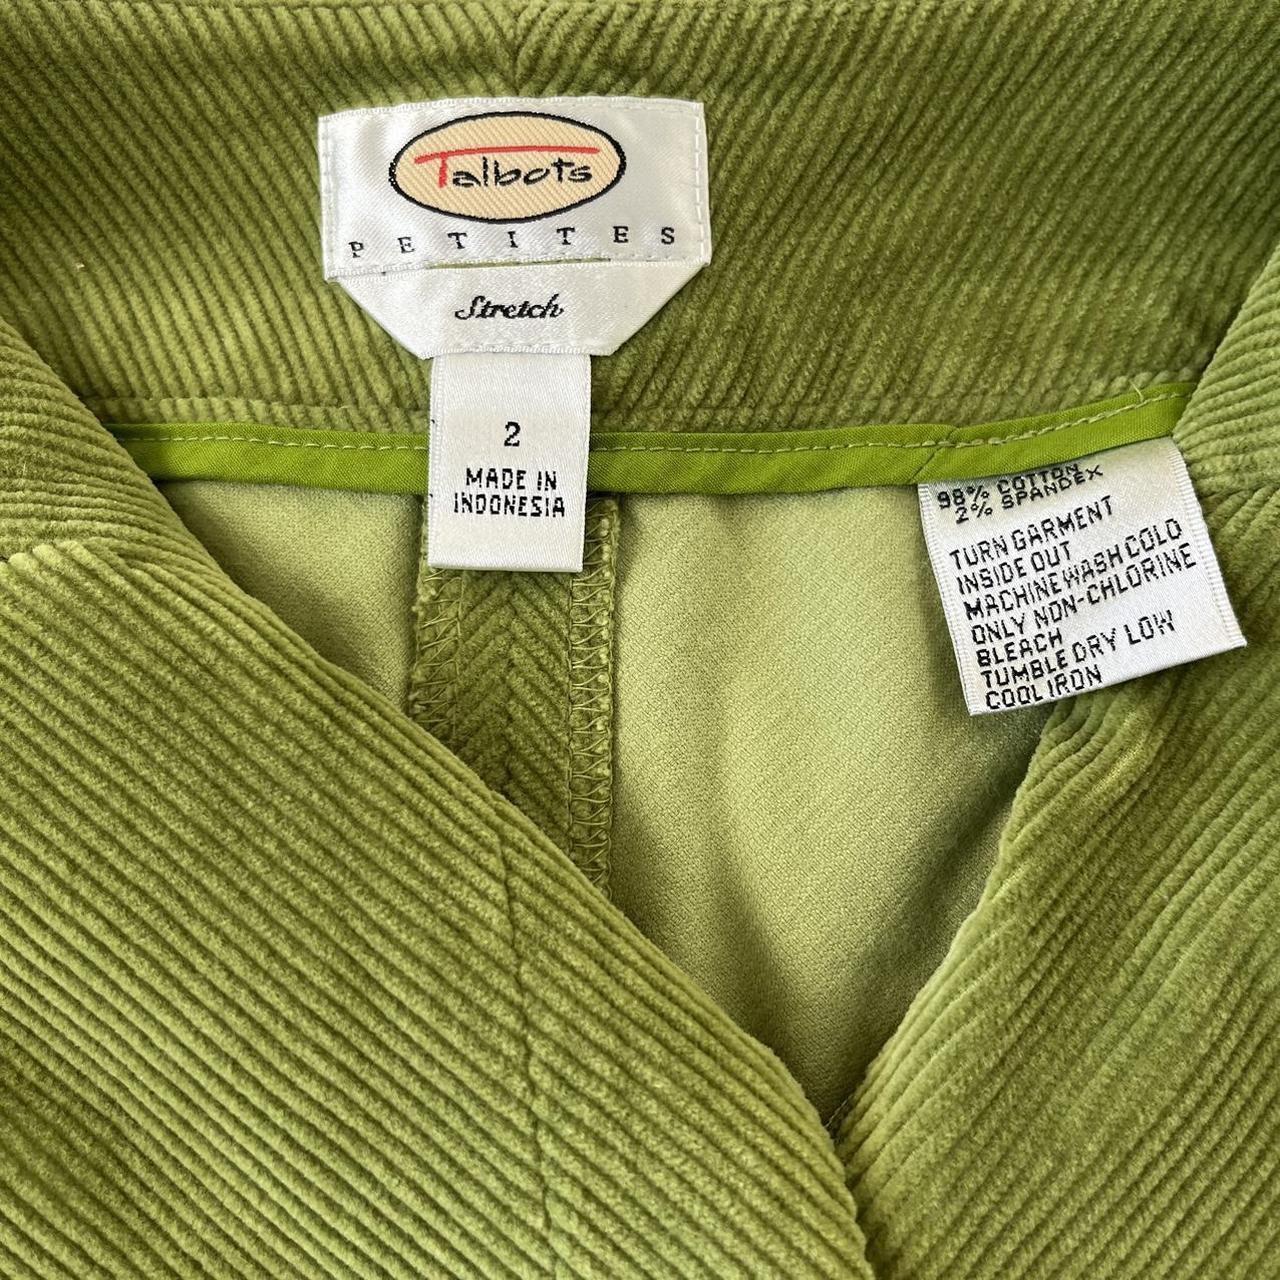 Talbots
PETITES
Stretch
2
MADE IN
INDONESIA
98% COTTON
2% SPANDEX
TURN GARMENT
INSIDE OUT
MACHINE WASH COLD
ONLY NON-CHLORINE
BLEACH
TUMBLE DRY LOW
COOL IRON